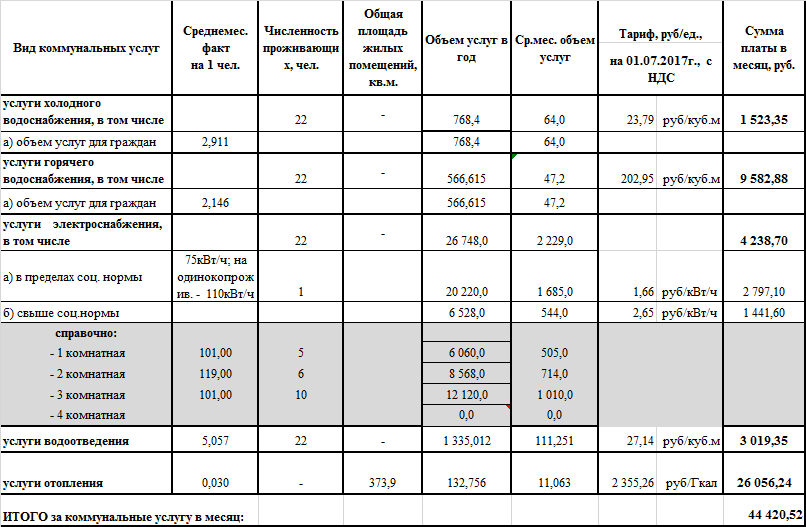 Вид коммунальных услуг
Среднемес.
факт
на 1 чел.
Численность
проживающи
х, чел.
Общая
площадь
жилых
помещений,
кв.м.
Объем услуг в
год
Ср.мес. объем
услуг
Тариф, руб/ед.,
на 01.07.2017г., с
НДС
Сумма
платы в
месяц, руб.
услуги холодного
водоснабжения, в том числе 22 - 768,4 64,0 23,79 руб/куб.м 1 523,35
а) объем услуг для граждан 2,911 768,4 64,0
услуги горячего
водоснабжения, в том числе 22 - 566,615 47,2 202,95 руб/куб.м 9 582,88
а) объем услуг для граждан 2,146 566,615 47,2
услуги электроснабжения,
в том числе 22 - 26 748,0 2 229,0 4 238,70
а) в пределах соц. нормы
75кВт/ч; на
одинокопрож
ив. - 110кВт/ч
1 20 220,0 1 685,0 1,66 руб/кВт/ч 2 797,10
б) свыше соц.нормы 6 528,0 544,0 2,65 руб/кВт/ч 1 441,60
справочно:
- 1 комнатная 101,00 5 6 060,0 505,0
- 2 комнатная 119,00 6 8 568,0 714,0
- 3 комнатная 101,00 10 12 120,0 1 010,0
- 4 комнатная 0,0 0,0
услуги водоотведения 5,057 22 - 1 335,012 111,251 27,14 руб/куб.м 3 019,35
услуги отопления 0,030 - 373,9 132,756 11,063 2 355,26 руб/Гкал 26 056,24
ИТОГО за коммунальные услугу в месяц: 44 420,52